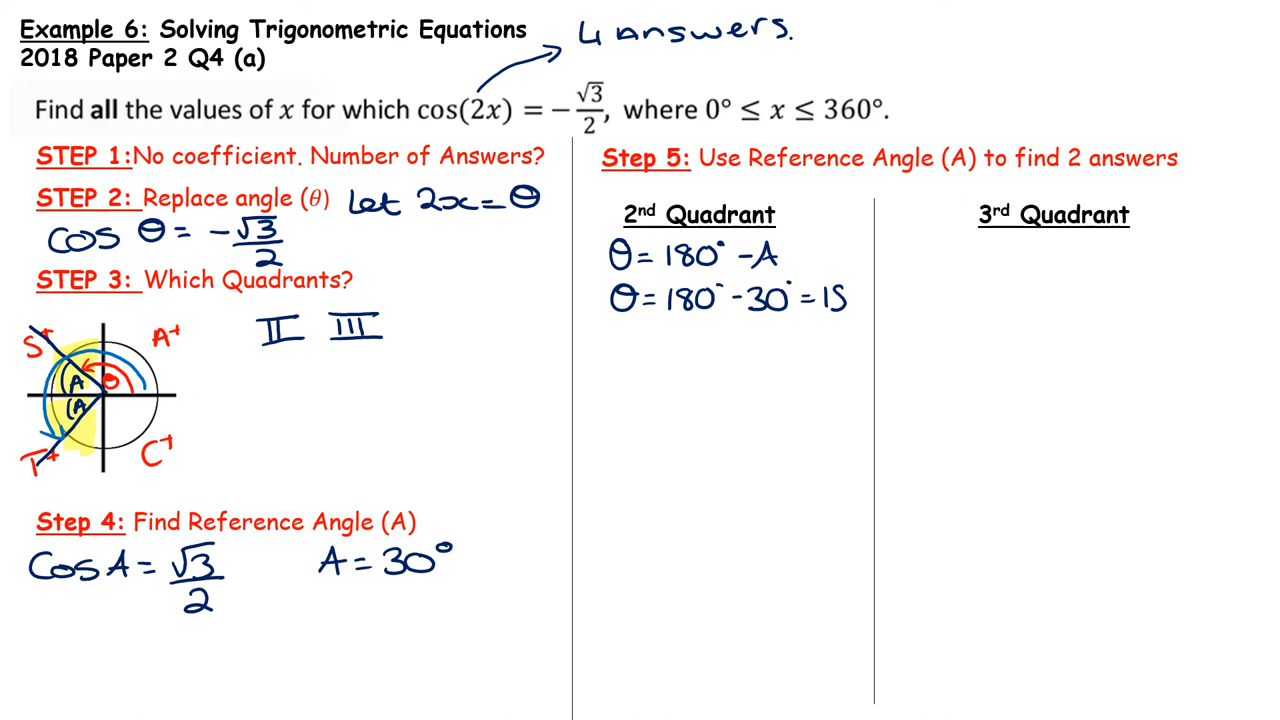 Example 6: Solving Trigonometric Equations
2018 Paper 2 Q4 (a)
4 answers.
Find all the values of x for which cos(2x) = −√3/2, where 0° ≤ x ≤ 360°.
STEP 1:No coefficient. Number of Answers?
STEP 2: Replace angle (θ) Let 2x = θ
cos θ = −√3/2
STEP 3: Which Quadrants?
II III
S+ A+
A θ
A
T+ C+
Step 4: Find Reference Angle (A)
Cos A = √3/2 A = 30°
Step 5: Use Reference Angle (A) to find 2 answers
2nd Quadrant
θ = 180° − A
θ = 180° − 30° = 15
3rd Quadrant